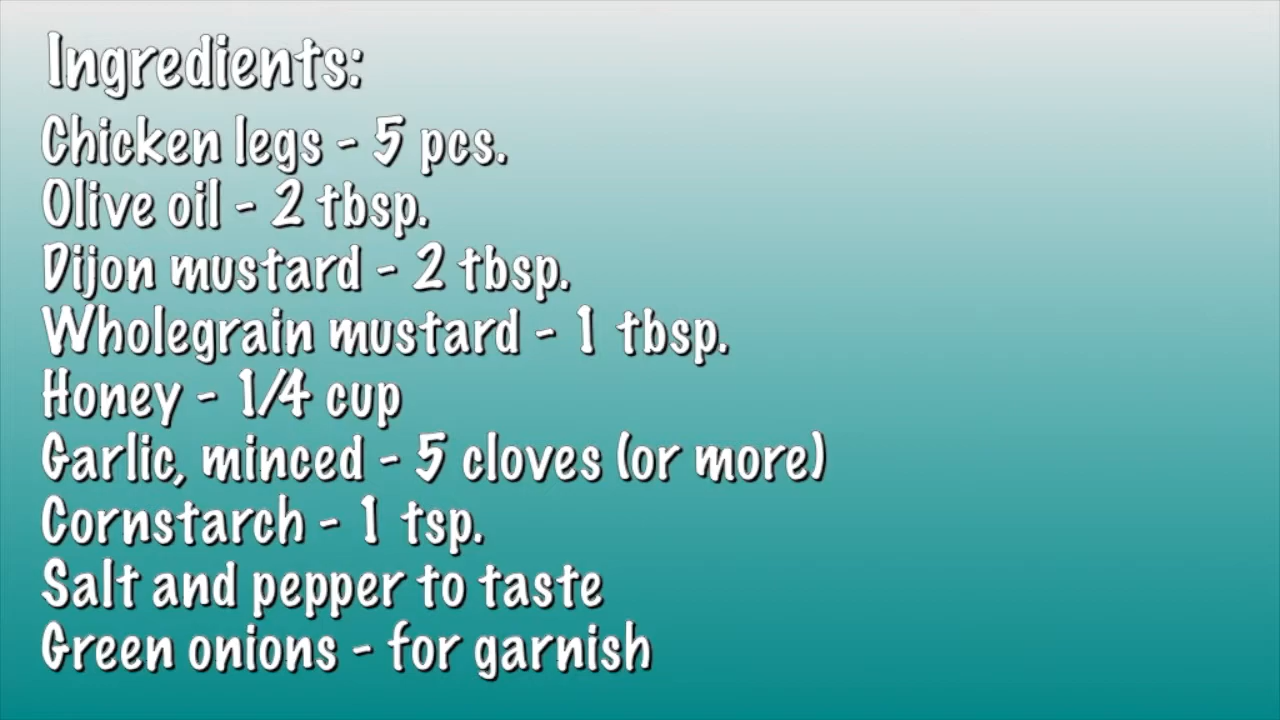 Ingredients:
Chicken legs - 5 pcs.
Olive oil - 2 tbsp.
Dijon mustard - 2 tbsp.
Wholegrain mustard - 1 tbsp.
Honey - 1/4 cup
Garlic, minced - 5 cloves (or more)
Cornstarch - 1 tsp.
Salt and pepper to taste
Green onions - for garnish